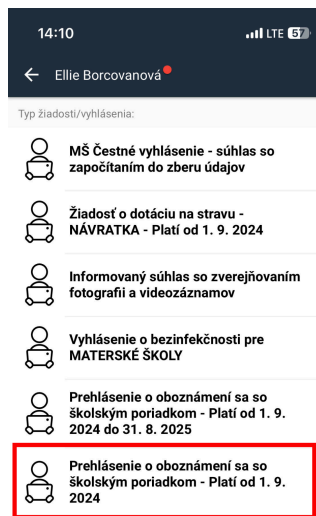 14:10
LTE 57
Ellie Borcovanová
Typ žiadosti/vyhlásenia:
MŠ Čestné vyhlásenie - súhlas so
započítaním do zberu údajov
Žiadosť o dotáciu na stravu -
NÁVRATKA - Platí od 1. 9. 2024
Informovaný súhlas so zverejňovaním
fotografii a videozáznamov
Vyhlásenie o bezinfekčnosti pre
MATERSKÉ ŠKOLY
Prehlásenie o oboznámení sa so
školským poriadkom - Platí od 1. 9.
2024 do 31. 8. 2025
Prehlásenie o oboznámení sa so
školským poriadkom - Platí od 1. 9.
2024